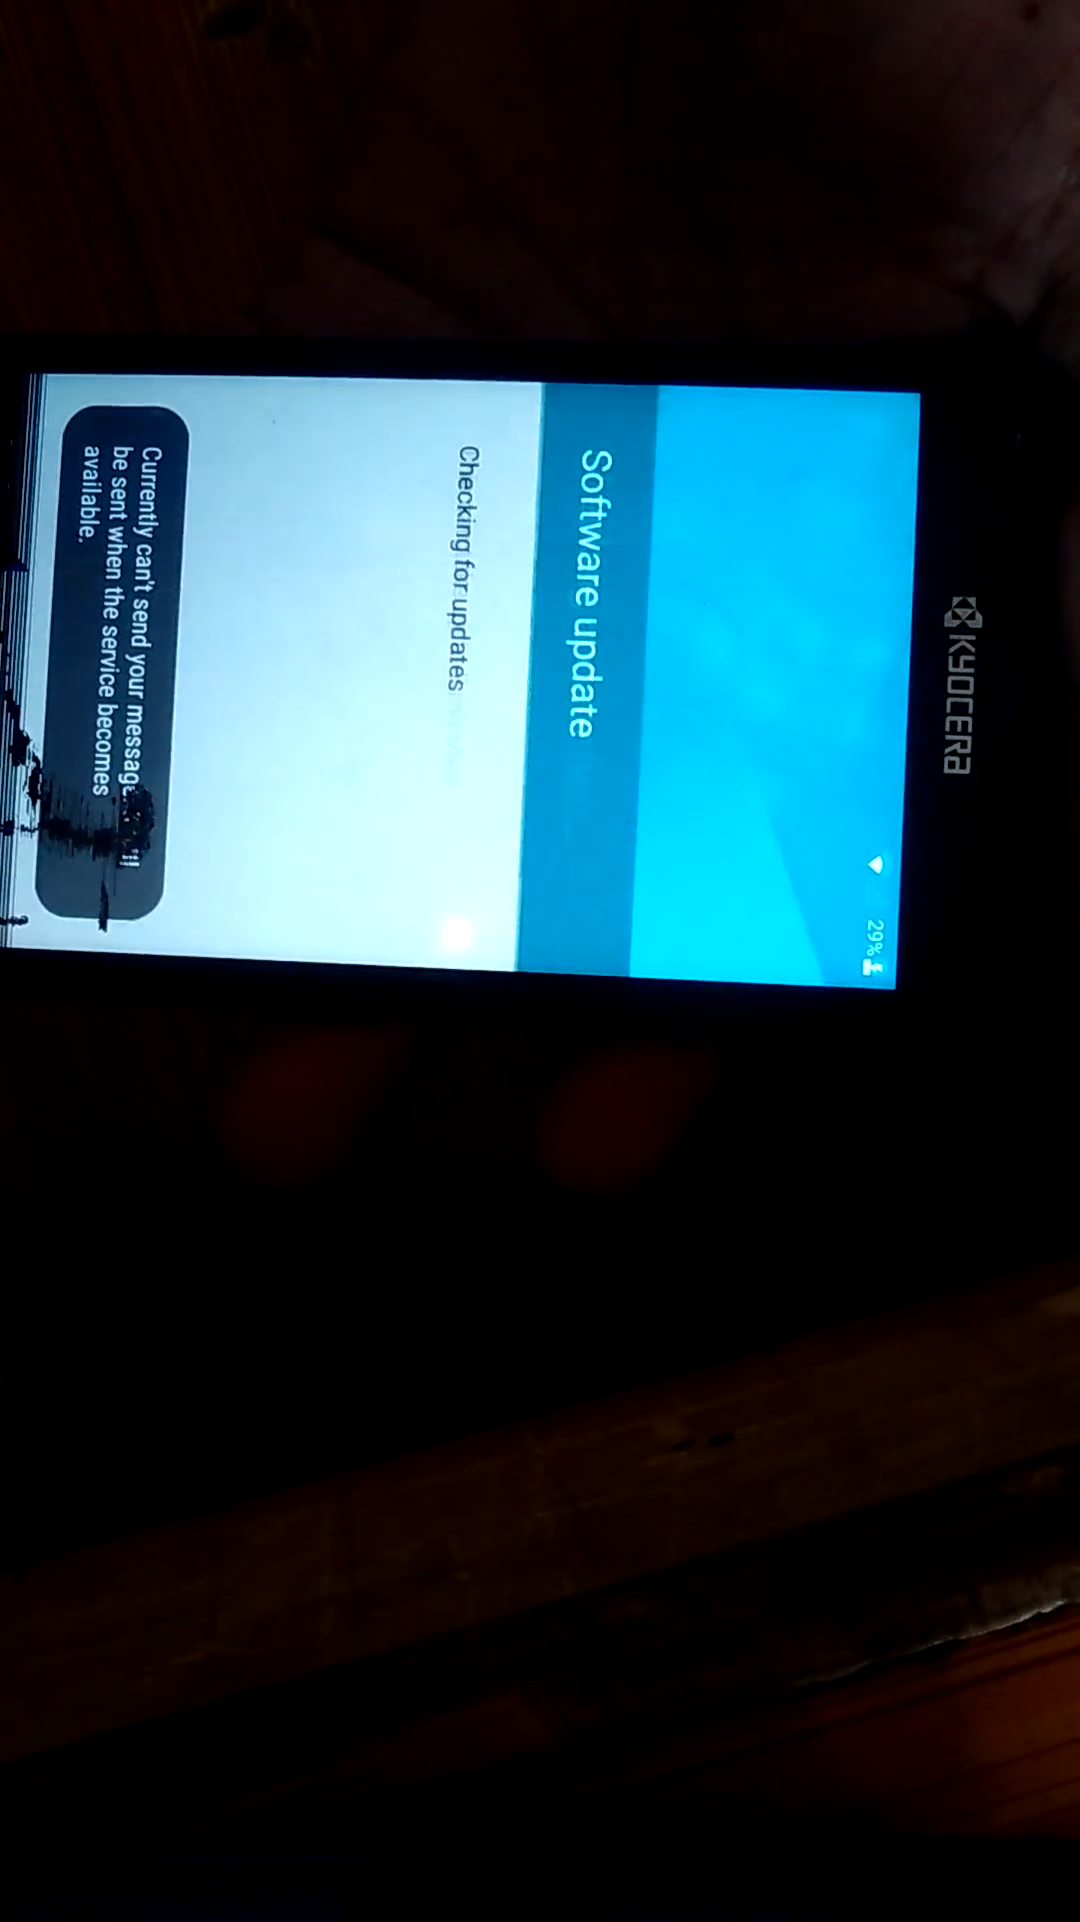 KYOCERA
29%
Software update
Checking for updates
Currently can't send your message.
be sent when the service becomes
available.